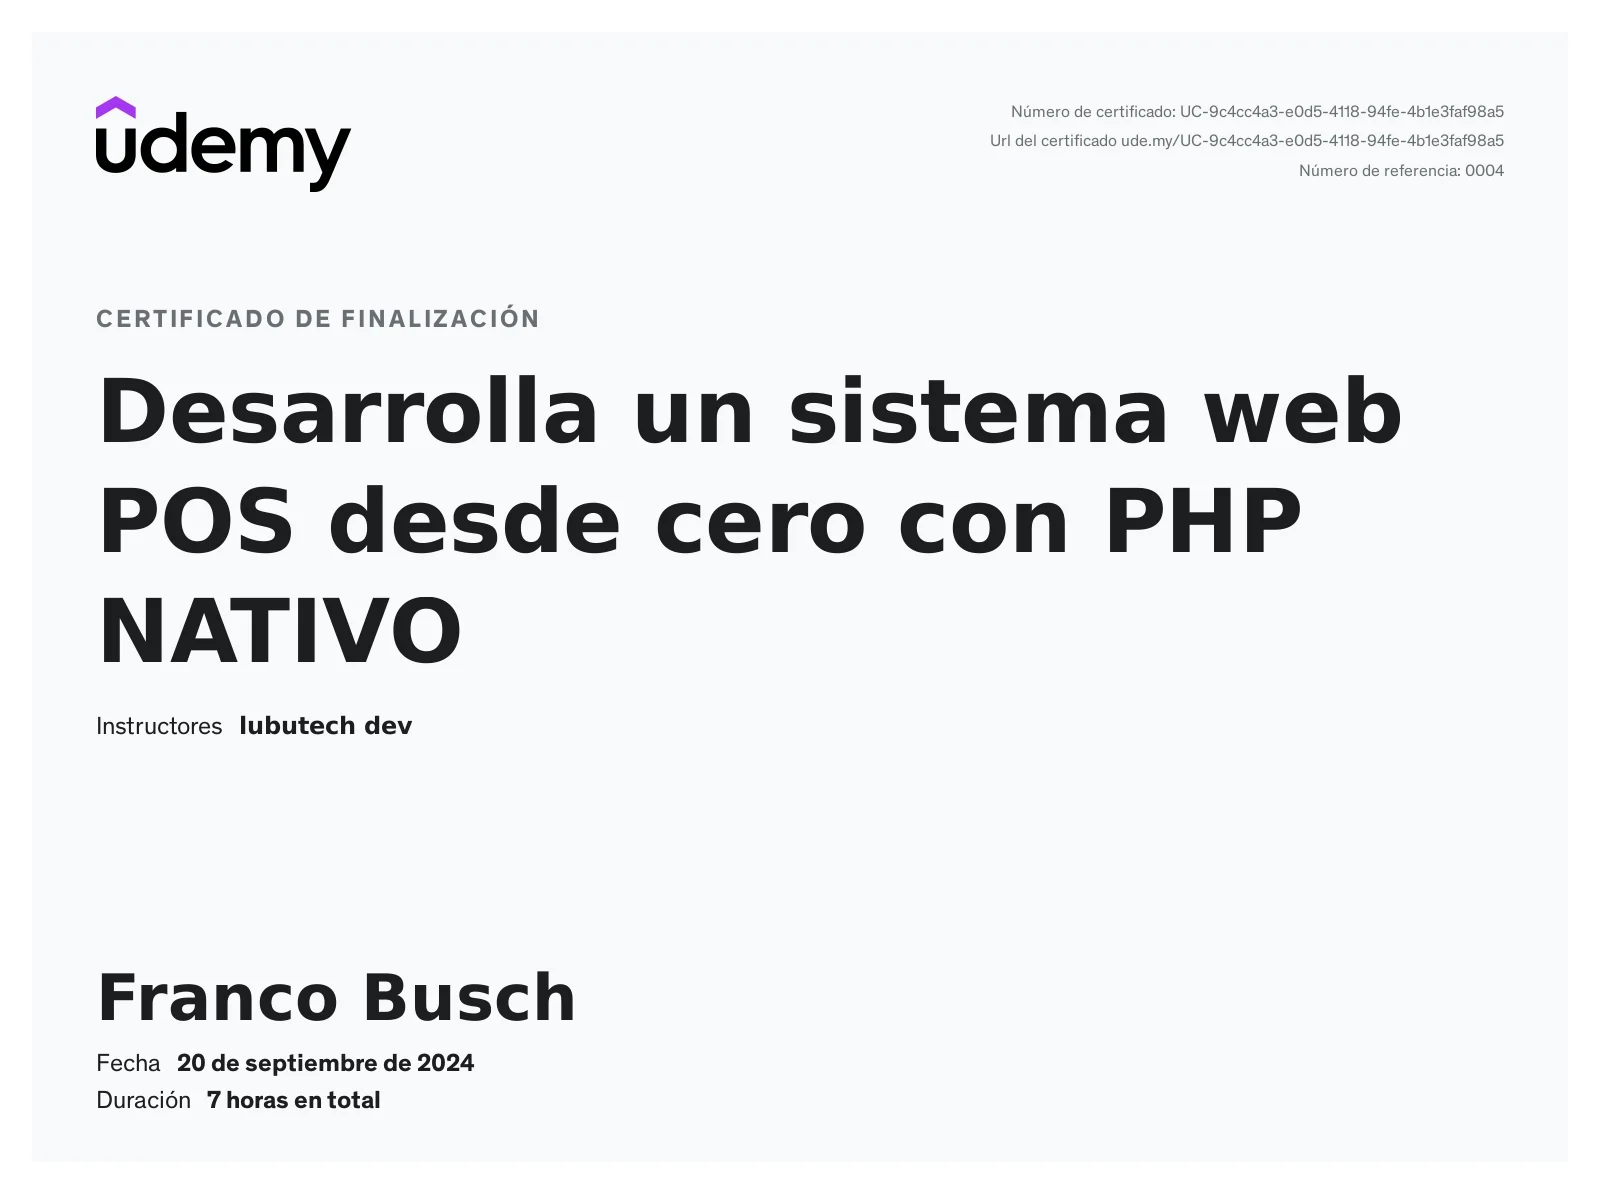 udemy
Número de certificado: UC-9c4cc4a3-e0d5-4118-94fe-4b1e3faf98a5
Url del certificado ude.my/UC-9c4cc4a3-e0d5-4118-94fe-4b1e3faf98a5
Número de referencia: 0004
CERTIFICADO DE FINALIZACIÓN
Desarrolla un sistema web
POS desde cero con PHP
NATIVO
Instructores lubutech dev
Franco Busch
Fecha 20 de septiembre de 2024
Duración 7 horas en total